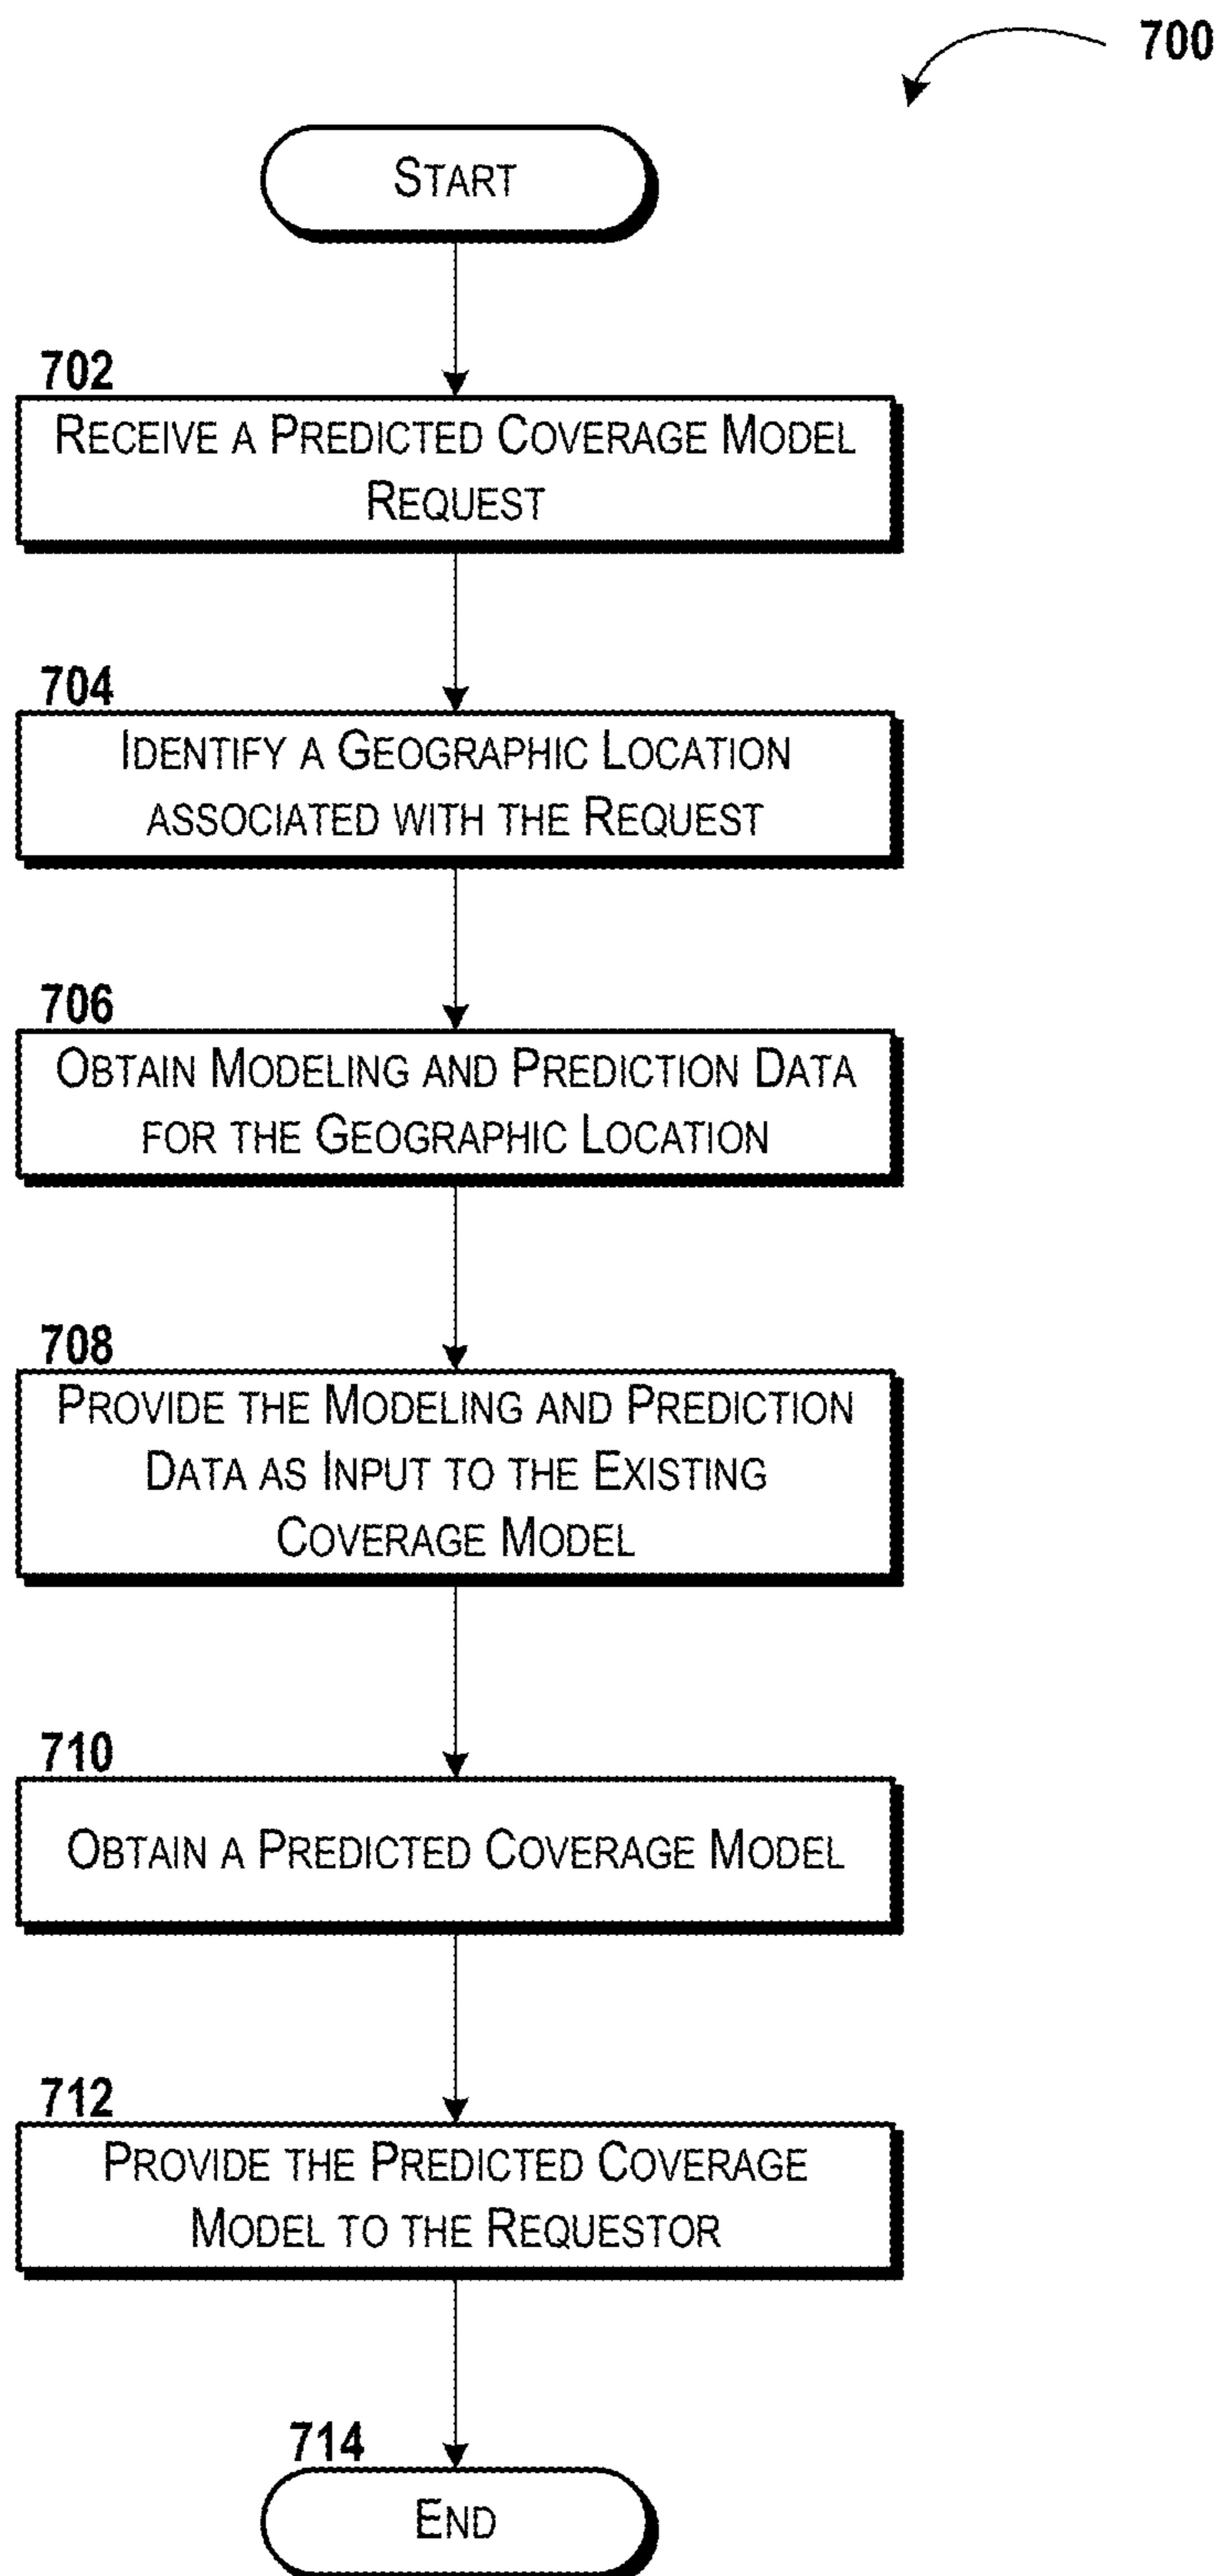 700
START
702
RECEIVE A PREDICTED COVERAGE MODEL
REQUEST
704
IDENTIFY A GEOGRAPHIC LOCATION
ASSOCIATED WITH THE REQUEST
706
OBTAIN MODELING AND PREDICTION DATA
FOR THE GEOGRAPHIC LOCATION
708
PROVIDE THE MODELING AND PREDICTION
DATA AS INPUT TO THE EXISTING
COVERAGE MODEL
710
OBTAIN A PREDICTED COVERAGE MODEL
712
PROVIDE THE PREDICTED COVERAGE
MODEL TO THE REQUESTOR
714
END